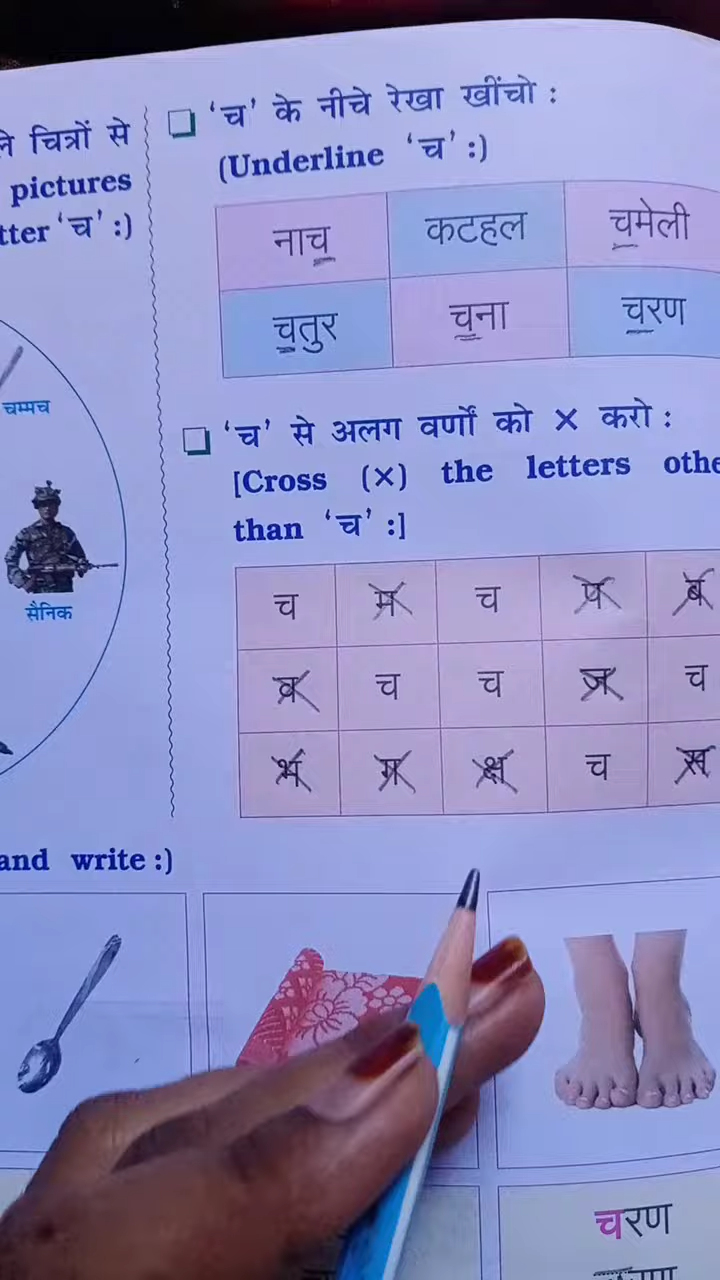 ले चित्रों से
pictures
tter ‘च’ :)
चम्मच
सैनिक
and write :)
‘च’ के नीचे रेखा खींचो :
(Underline ‘च’ :)
नाच कटहल चमेली
चतुर चना चरण
‘च’ से अलग वर्णों को × करो :
[Cross (×) the letters othe
than ‘च’ :]
च म च प ब
व च च ज च
भ ग क्ष च
चरण